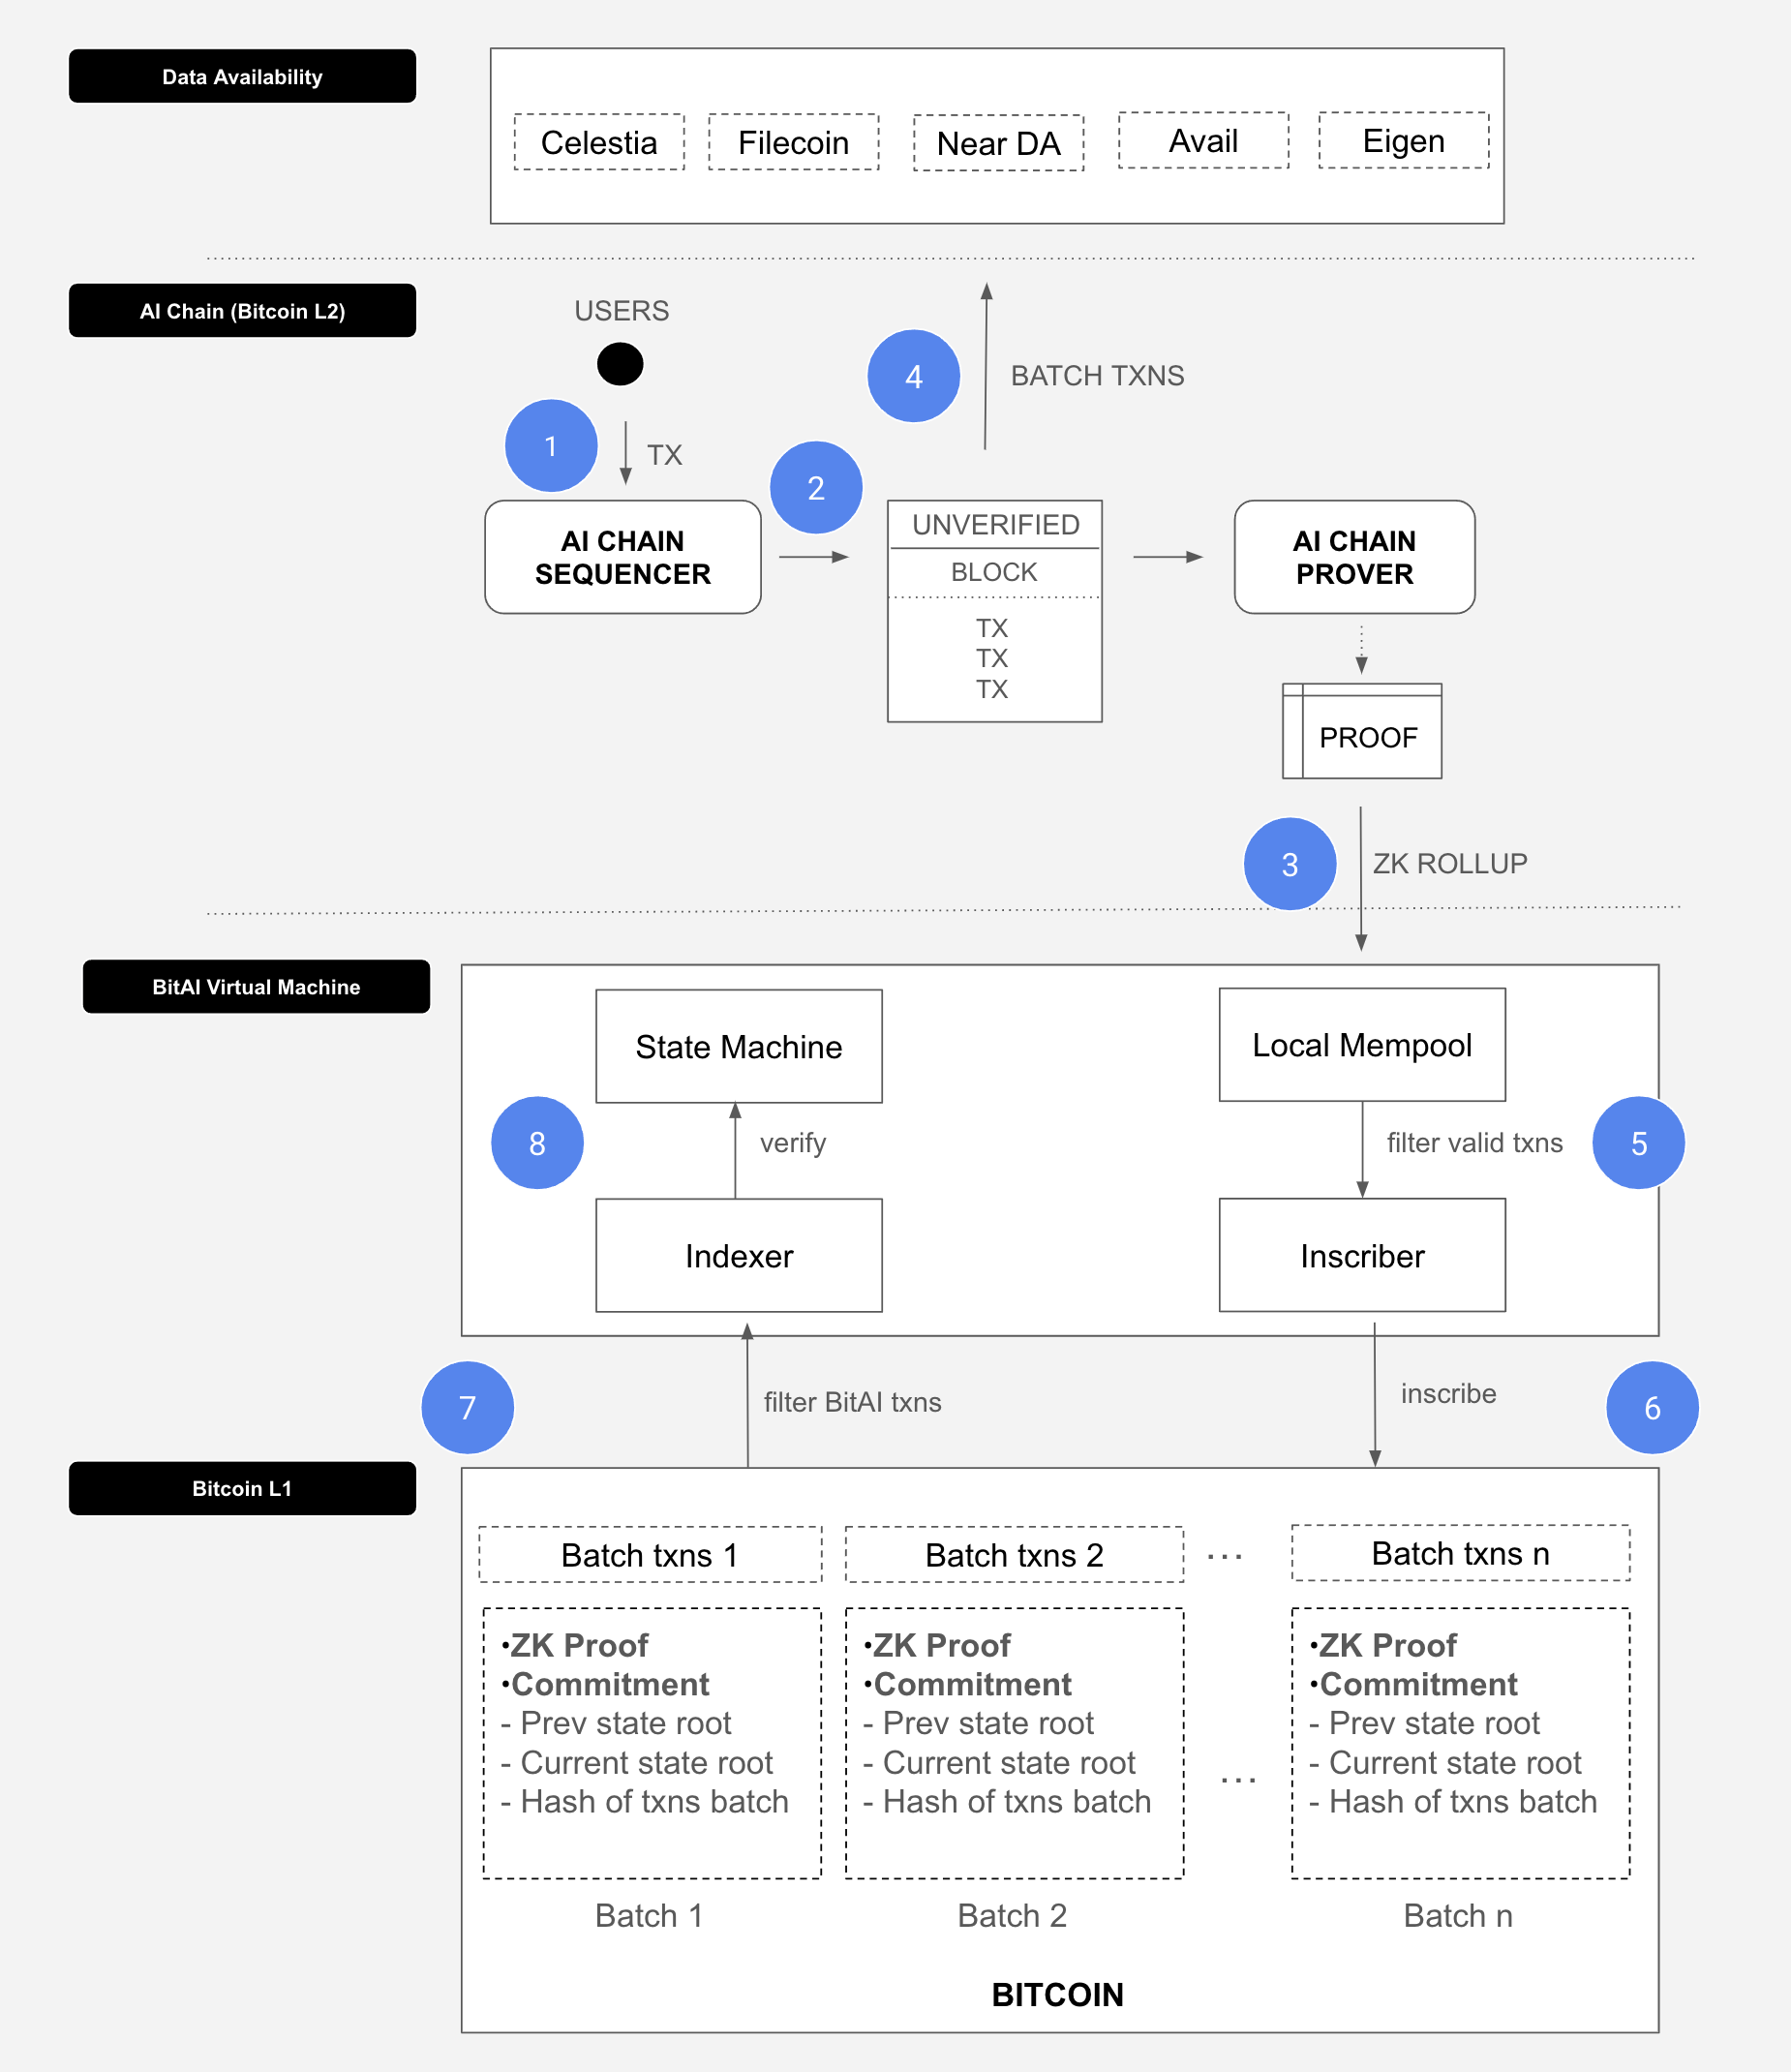 Data Availability
Celestia
Filecoin
Near DA
Avail
Eigen
AI Chain (Bitcoin L2)
USERS
4
BATCH TXNS
1
TX
2
AI CHAIN
SEQUENCER
UNVERIFIED
BLOCK
TX
TX
TX
AI CHAIN
PROVER
PROOF
3
ZK ROLLUP
BitAI Virtual Machine
State Machine
Local Mempool
8
verify
filter valid txns
5
Indexer
Inscriber
7
filter BitAI txns
inscribe
6
Bitcoin L1
Batch txns 1
Batch txns 2
...
Batch txns n
•ZK Proof
•Commitment
- Prev state root
- Current state root
- Hash of txns batch
•ZK Proof
•Commitment
- Prev state root
- Current state root
- Hash of txns batch
...
•ZK Proof
•Commitment
- Prev state root
- Current state root
- Hash of txns batch
Batch 1
Batch 2
Batch n
BITCOIN